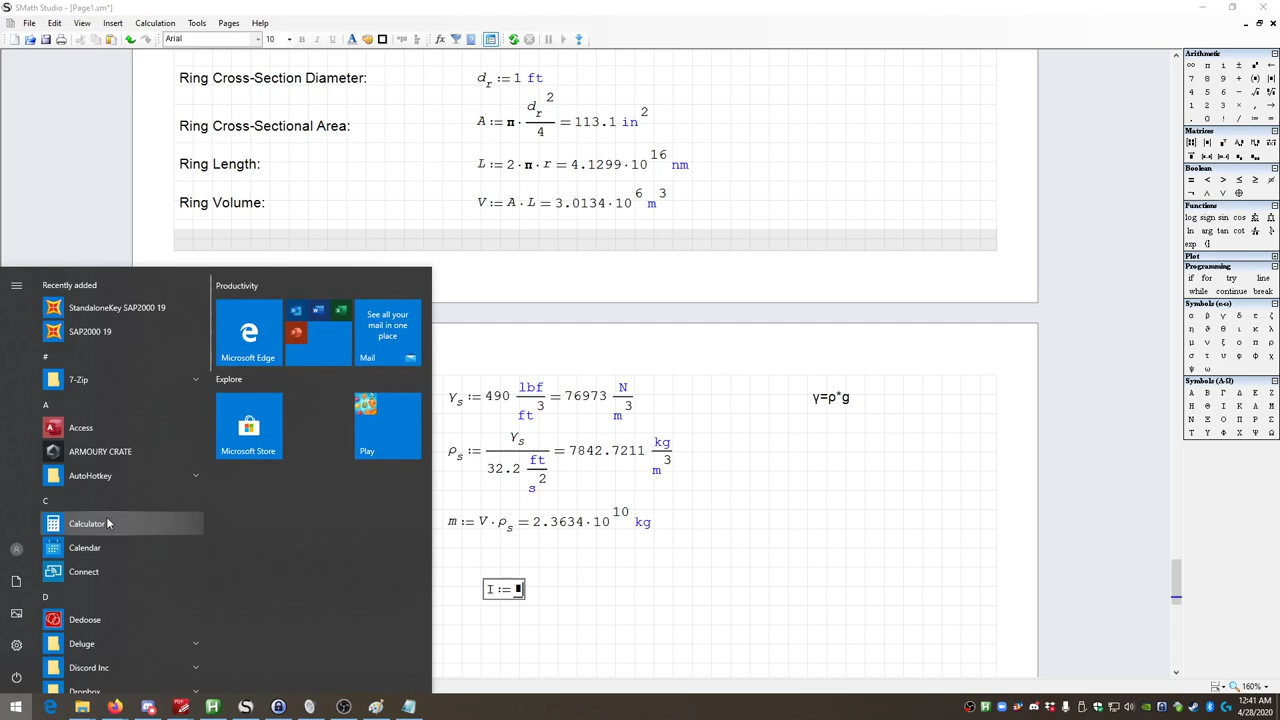 SMath Studio - [Page1.sm*]
File Edit View Insert Calculation Tools Pages Help
Arial 10
Ring Cross-Section Diameter: d r := 1 ft
Ring Cross-Sectional Area: A := π · d r 2 / 4 = 113.1 in 2
Ring Length: L := 2 · π · r = 4.1299 · 10 16 nm
Ring Volume: V := A · L = 3.0134 · 10 6 m 3
γ s := 490 lbf / ft 3 = 76973 N / m 3
γ=ρ*g
ρ s := γ s / 32.2 ft / s 2 = 7842.7211 kg / m 3
m := V · ρ s = 2.3634 · 10 10 kg
I :=
Recently added
StandaloneKey SAP2000 19
SAP2000 19
#
7-Zip
A
Access
ARMOURY CRATE
AutoHotkey
C
Calculator
Calendar
Connect
D
Dedoose
Deluge
Discord Inc
Dropbox
Productivity
Microsoft Edge
See all your
mail in one
place
Mail
Explore
Microsoft Store
Play
Arithmetic
Matrices
Boolean
Functions
log sign sin cos
ln arg tan cot
exp
Plot
Programming
if for try line
while continue break
Symbols (α-ω)
α β γ δ ε ζ
η θ ι κ λ
μ ν ξ ο π ρ
σ τ υ φ χ
ψ ω
Symbols (Α-Ω)
Α Β Γ Δ Ε Ζ
Η Θ Ι Κ Λ
Μ Ν Ξ Ο Π Ρ
Σ Τ Υ Φ Χ
Ψ Ω
160%
12:41 AM
4/28/2020